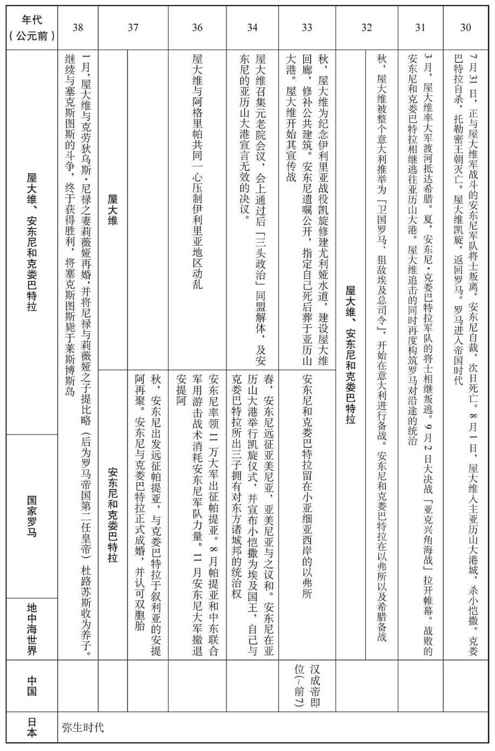 年代
（公元前）
38
37
36
34
33
32
31
30
屋大维、安东尼和克娄巴特拉
国家罗马
地中海世界
中国
日本
一月，屋大维与克劳狄乌斯·尼禄之妻莉薇娅再婚，并将尼禄与莉薇娅之子提比略（后为罗马帝国第二任皇帝）杜路苏斯收为养子。
继续与塞克斯图斯的斗争，终于获得胜利，将塞克斯图斯毙于莱斯博斯岛
屋大维
安东尼和克娄巴特拉
秋，安东尼出发远征帕提亚，与克娄巴特拉于叙利亚的安提
阿再聚。安东尼与克娄巴特拉正式成婚，并认可双胞胎
屋大维与阿格里帕共同一心压制伊利里亚地区动乱
安东尼率领11万大军出征帕提亚。8月帕提亚和中东联合
军用游击战术消耗安东尼军队力量。11月安东尼大军撤退
安提阿
屋大维召集元老院会议，会上通过后「三头政治」同盟解体，及安
东尼的亚历山大港宣言无效的决议。
春，安东尼远征亚美尼亚，亚美尼亚与之议和。安东尼在亚
历山大港举行凯旋仪式，并宣布小恺撒为埃及国王，自己与
克娄巴特拉所出三子拥有对东方诸城邦的统治权
秋，屋大维为纪念伊利里亚战役凯旋修建尤利娅水道，建设屋大维
回廊，修补公共建筑。安东尼遗嘱公开，指定自己死后葬于亚历山
大港。屋大维开始其宣传战
安东尼和克娄巴特拉留在小亚细亚西岸的以弗所
汉成帝即
位(-前7)
屋大维、安东尼和克娄巴特拉
秋，屋大维被整个意大利推举为「卫国罗马、狙敌埃及总司令」，开始在意大利进行备战。安东尼和克娄巴特拉在以弗所以及希腊备战
3月，屋大维率大军渡河抵达希腊。夏，安东尼·克娄巴特拉军队的将士相继叛逃。9月2日大决战「亚克兴角海战」拉开帷幕。战败的
安东尼和克娄巴特拉相继逃往亚历山大港。屋大维追击的同时再度构筑罗马对沿途的统治
7月31日，正与屋大维军战斗的安东尼军队将士叛离。安东尼自裁，次日死亡。8月1日，屋大维入主亚历山大港城，杀小恺撒。克娄
巴特拉自杀，托勒密王朝灭亡。屋大维凯旋，返回罗马。罗马进入帝国时代
弥生时代